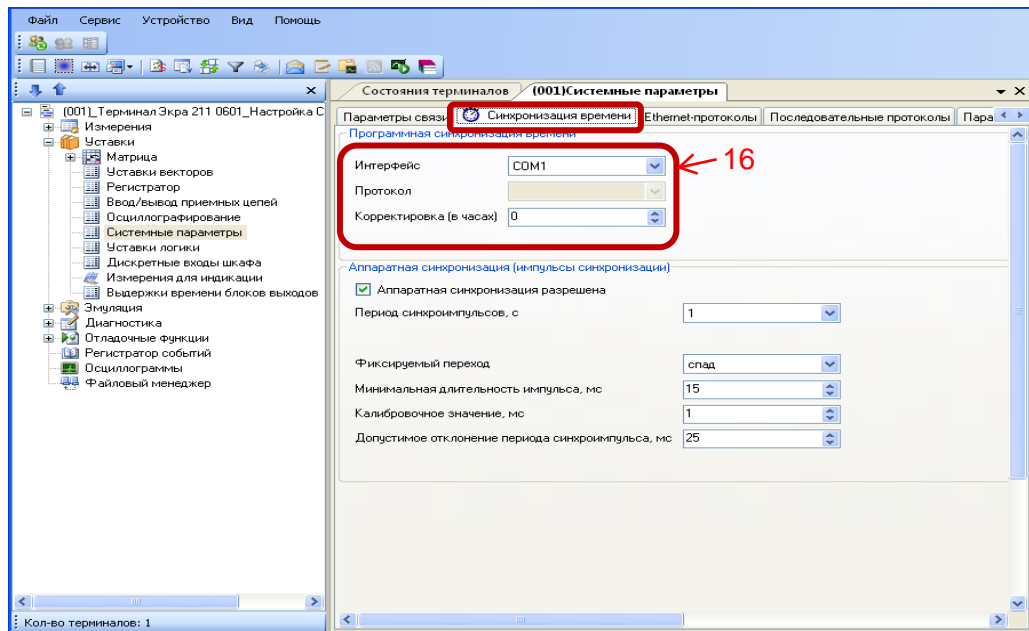 Файл Сервис Устройство Вид Помощь
Состояния терминалов (001)Системные параметры
(001)_Терминал Экра 211 0601_Настройка С
Измерения
Уставки
Матрица
Уставки векторов
Регистратор
Ввод/вывод приемных цепей
Осциллографирование
Системные параметры
Уставки логики
Дискретные входы шкафа
Измерения для индикации
Выдержки времени блоков выходов
Эмуляция
Диагностика
Отладочные функции
Регистратор событий
Осциллограммы
Файловый менеджер
Кол-во терминалов: 1
Параметры связи Синхронизация времени Ethernet-протоколы Последовательные протоколы Пара
Программная синхронизация времени
Интерфейс COM1
Протокол
Корректировка (в часах) 0
16
Аппаратная синхронизация (импульсы синхронизации)
Аппаратная синхронизация разрешена
Период синхроимпульсов, с 1
Фиксируемый переход спад
Минимальная длительность импульса, мс 15
Калибровочное значение, мс 1
Допустимое отклонение периода синхроимпульса, мс 25